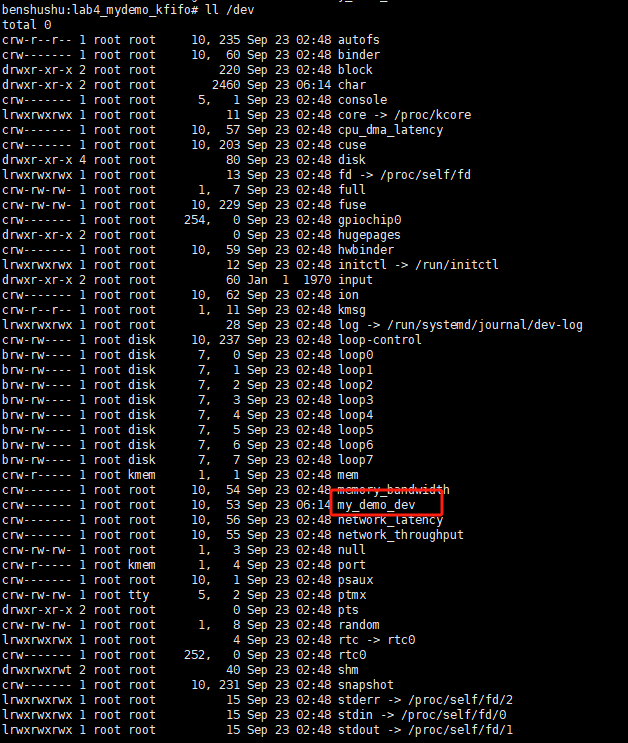 benshushu:lab4_mydemo_kfifo# ll /dev
total 0
crw-r--r-- 1 root root 10, 235 Sep 23 02:48 autofs
crw------- 1 root root 10, 60 Sep 23 02:48 binder
drwxr-xr-x 2 root root 220 Sep 23 02:48 block
drwxr-xr-x 2 root root 2460 Sep 23 06:14 char
crw------- 1 root root 5, 1 Sep 23 02:48 console
lrwxrwxrwx 1 root root 11 Sep 23 02:48 core -> /proc/kcore
crw------- 1 root root 10, 57 Sep 23 02:48 cpu_dma_latency
crw------- 1 root root 10, 203 Sep 23 02:48 cuse
drwxr-xr-x 4 root root 80 Sep 23 02:48 disk
lrwxrwxrwx 1 root root 13 Sep 23 02:48 fd -> /proc/self/fd
crw-rw-rw- 1 root root 1, 7 Sep 23 02:48 full
crw-rw-rw- 1 root root 10, 229 Sep 23 02:48 fuse
crw------- 1 root root 254, 0 Sep 23 02:48 gpiochip0
drwxr-xr-x 2 root root 0 Sep 23 02:48 hugepages
crw------- 1 root root 10, 59 Sep 23 02:48 hwbinder
lrwxrwxrwx 1 root root 12 Sep 23 02:48 initctl -> /run/initctl
drwxr-xr-x 2 root root 60 Jan 1 1970 input
crw------- 1 root root 10, 62 Sep 23 02:48 ion
crw-r--r-- 1 root root 1, 11 Sep 23 02:48 kmsg
lrwxrwxrwx 1 root root 28 Sep 23 02:48 log -> /run/systemd/journal/dev-log
crw-rw---- 1 root disk 10, 237 Sep 23 02:48 loop-control
brw-rw---- 1 root disk 7, 0 Sep 23 02:48 loop0
brw-rw---- 1 root disk 7, 1 Sep 23 02:48 loop1
brw-rw---- 1 root disk 7, 2 Sep 23 02:48 loop2
brw-rw---- 1 root disk 7, 3 Sep 23 02:48 loop3
brw-rw---- 1 root disk 7, 4 Sep 23 02:48 loop4
brw-rw---- 1 root disk 7, 5 Sep 23 02:48 loop5
brw-rw---- 1 root disk 7, 6 Sep 23 02:48 loop6
brw-rw---- 1 root disk 7, 7 Sep 23 02:48 loop7
crw-r----- 1 root kmem 1, 1 Sep 23 02:48 mem
crw------- 1 root root 10, 54 Sep 23 02:48 memory_bandwidth
crw------- 1 root root 10, 53 Sep 23 06:14 my_demo_dev
crw------- 1 root root 10, 56 Sep 23 02:48 network_latency
crw------- 1 root root 10, 55 Sep 23 02:48 network_throughput
crw-rw-rw- 1 root root 1, 3 Sep 23 02:48 null
crw-r----- 1 root kmem 1, 4 Sep 23 02:48 port
crw------- 1 root root 10, 1 Sep 23 02:48 psaux
crw-rw-rw- 1 root tty 5, 2 Sep 23 02:48 ptmx
drwxr-xr-x 2 root root 0 Sep 23 02:48 pts
crw-rw-rw- 1 root root 1, 8 Sep 23 02:48 random
lrwxrwxrwx 1 root root 4 Sep 23 02:48 rtc -> rtc0
crw------- 1 root root 252, 0 Sep 23 02:48 rtc0
drwxrwxrwt 2 root root 40 Sep 23 02:48 shm
crw------- 1 root root 10, 231 Sep 23 02:48 snapshot
lrwxrwxrwx 1 root root 15 Sep 23 02:48 stderr -> /proc/self/fd/2
lrwxrwxrwx 1 root root 15 Sep 23 02:48 stdin -> /proc/self/fd/0
lrwxrwxrwx 1 root root 15 Sep 23 02:48 stdout -> /proc/self/fd/1